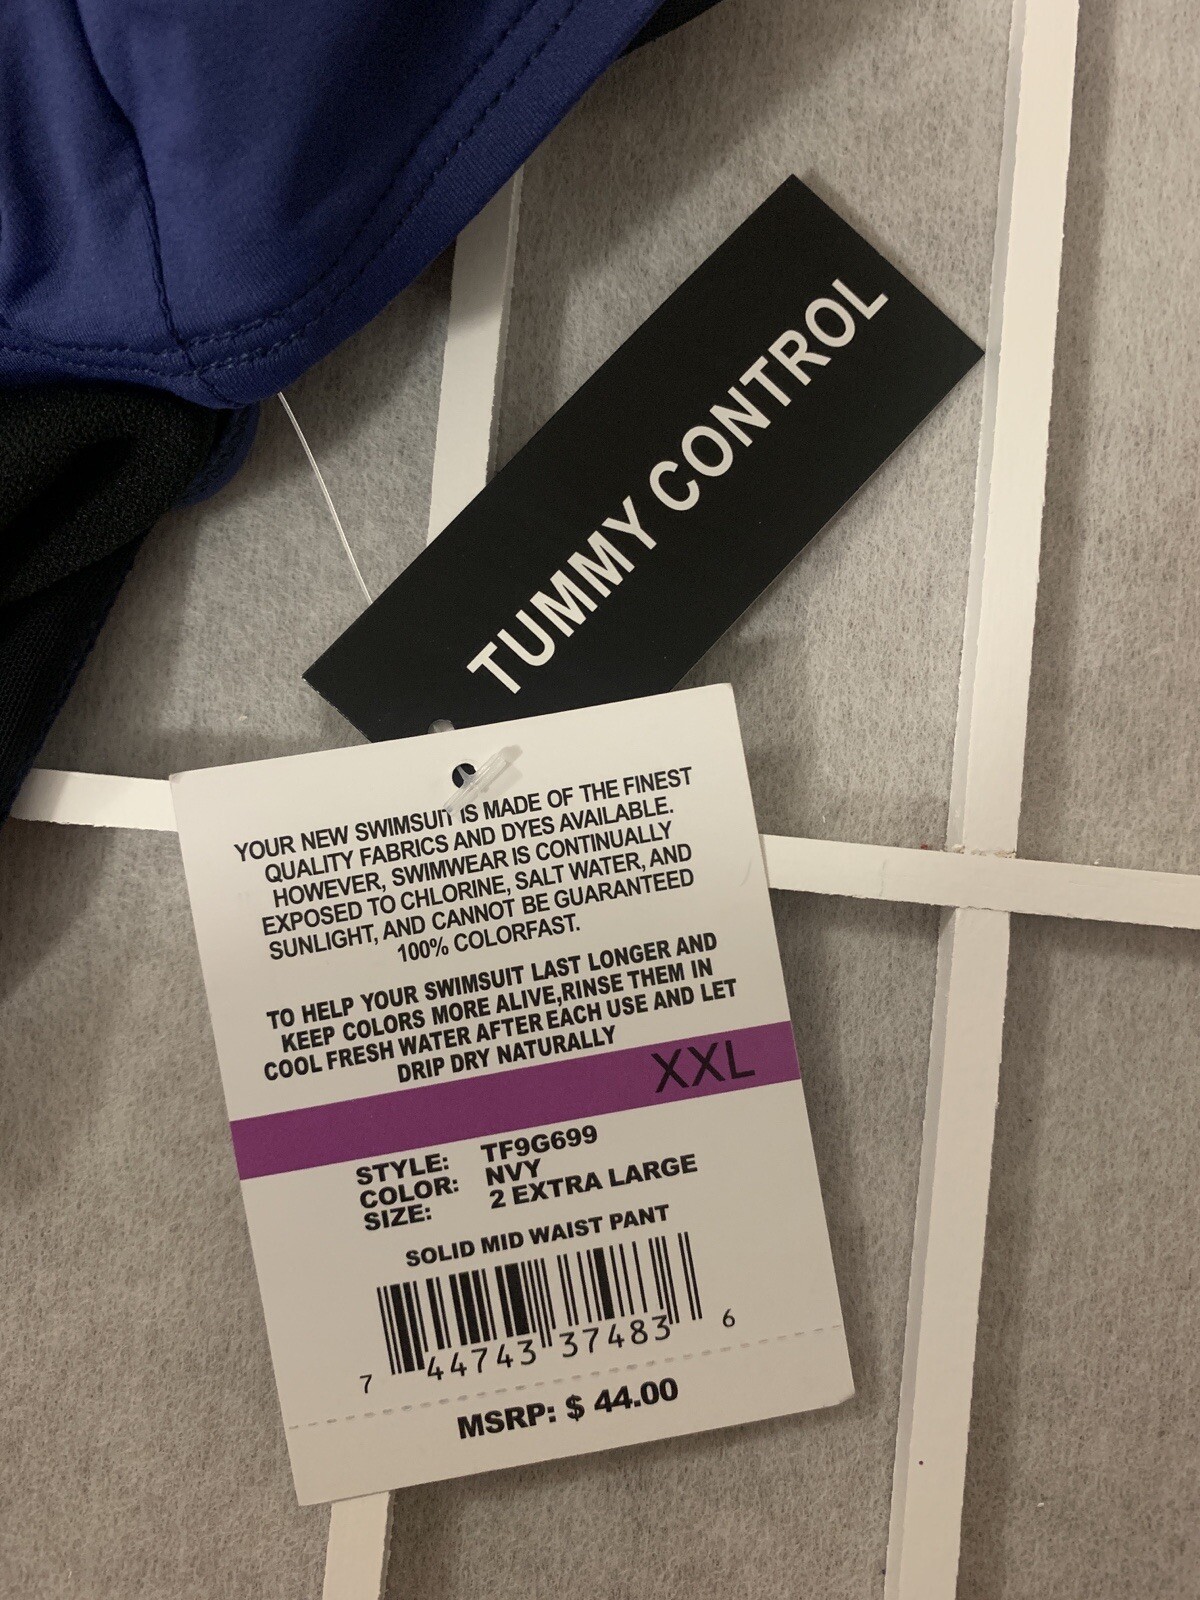 TUMMY CONTROL
YOUR NEW SWIMSUIT IS MADE OF THE FINEST
QUALITY FABRICS AND DYES AVAILABLE.
HOWEVER, SWIMWEAR IS CONTINUALLY
EXPOSED TO CHLORINE, SALT WATER, AND
SUNLIGHT, AND CANNOT BE GUARANTEED
100% COLORFAST.
TO HELP YOUR SWIMSUIT LAST LONGER AND
KEEP COLORS MORE ALIVE,RINSE THEM IN
COOL FRESH WATER AFTER EACH USE AND LET
DRIP DRY NATURALLY
XXL
STYLE: TF9G699
COLOR: NVY
SIZE: 2 EXTRA LARGE
SOLID MID WAIST PANT
7 44743 37483 6
MSRP: $ 44.00